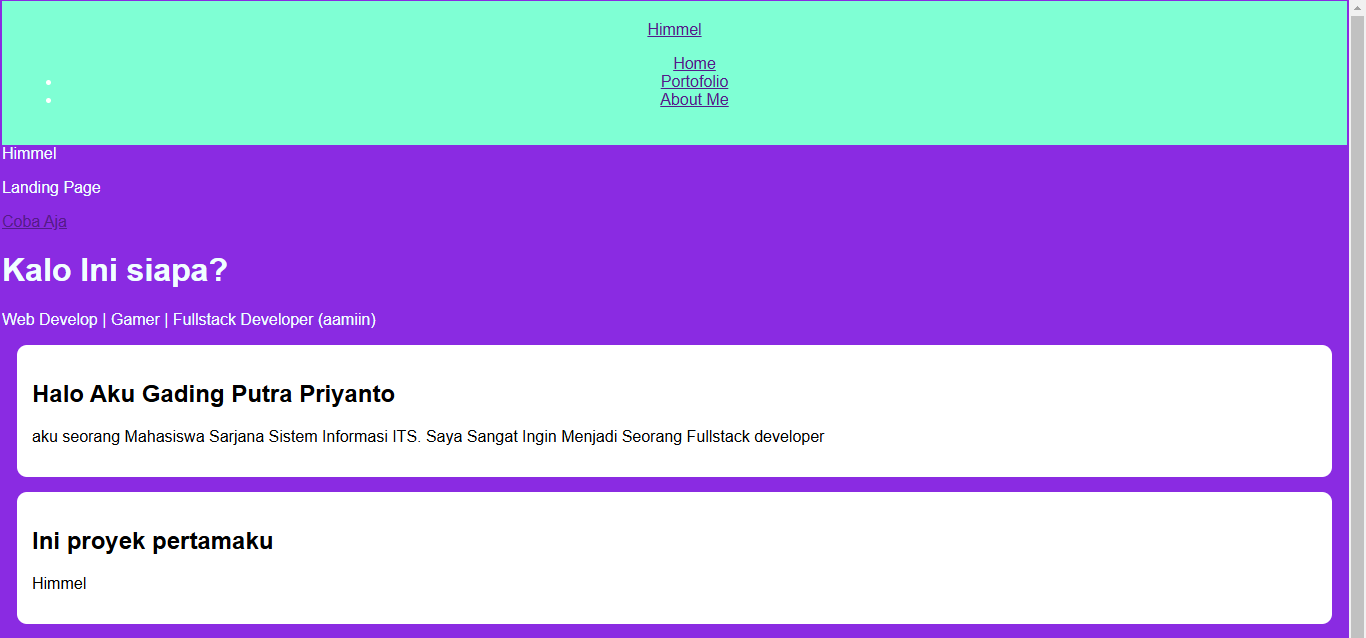 Himmel
Home
Portofolio
About Me
Himmel
Landing Page
Coba Aja
Kalo Ini siapa?
Web Develop | Gamer | Fullstack Developer (aamiin)
Halo Aku Gading Putra Priyanto
aku seorang Mahasiswa Sarjana Sistem Informasi ITS. Saya Sangat Ingin Menjadi Seorang Fullstack developer
Ini proyek pertamaku
Himmel